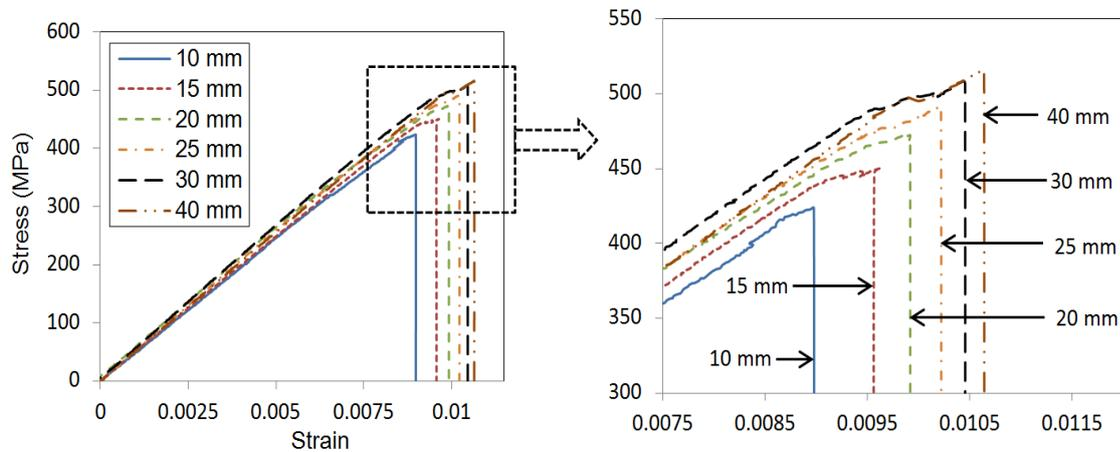 600
500
400
300
200
100
0
Stress (MPa)
10 mm
15 mm
20 mm
25 mm
30 mm
40 mm
0 0.0025 0.005 0.0075 0.01
Strain
550
500
450
400
350
300
40 mm
30 mm
25 mm
15 mm
20 mm
10 mm
0.0075 0.0085 0.0095 0.0105 0.0115